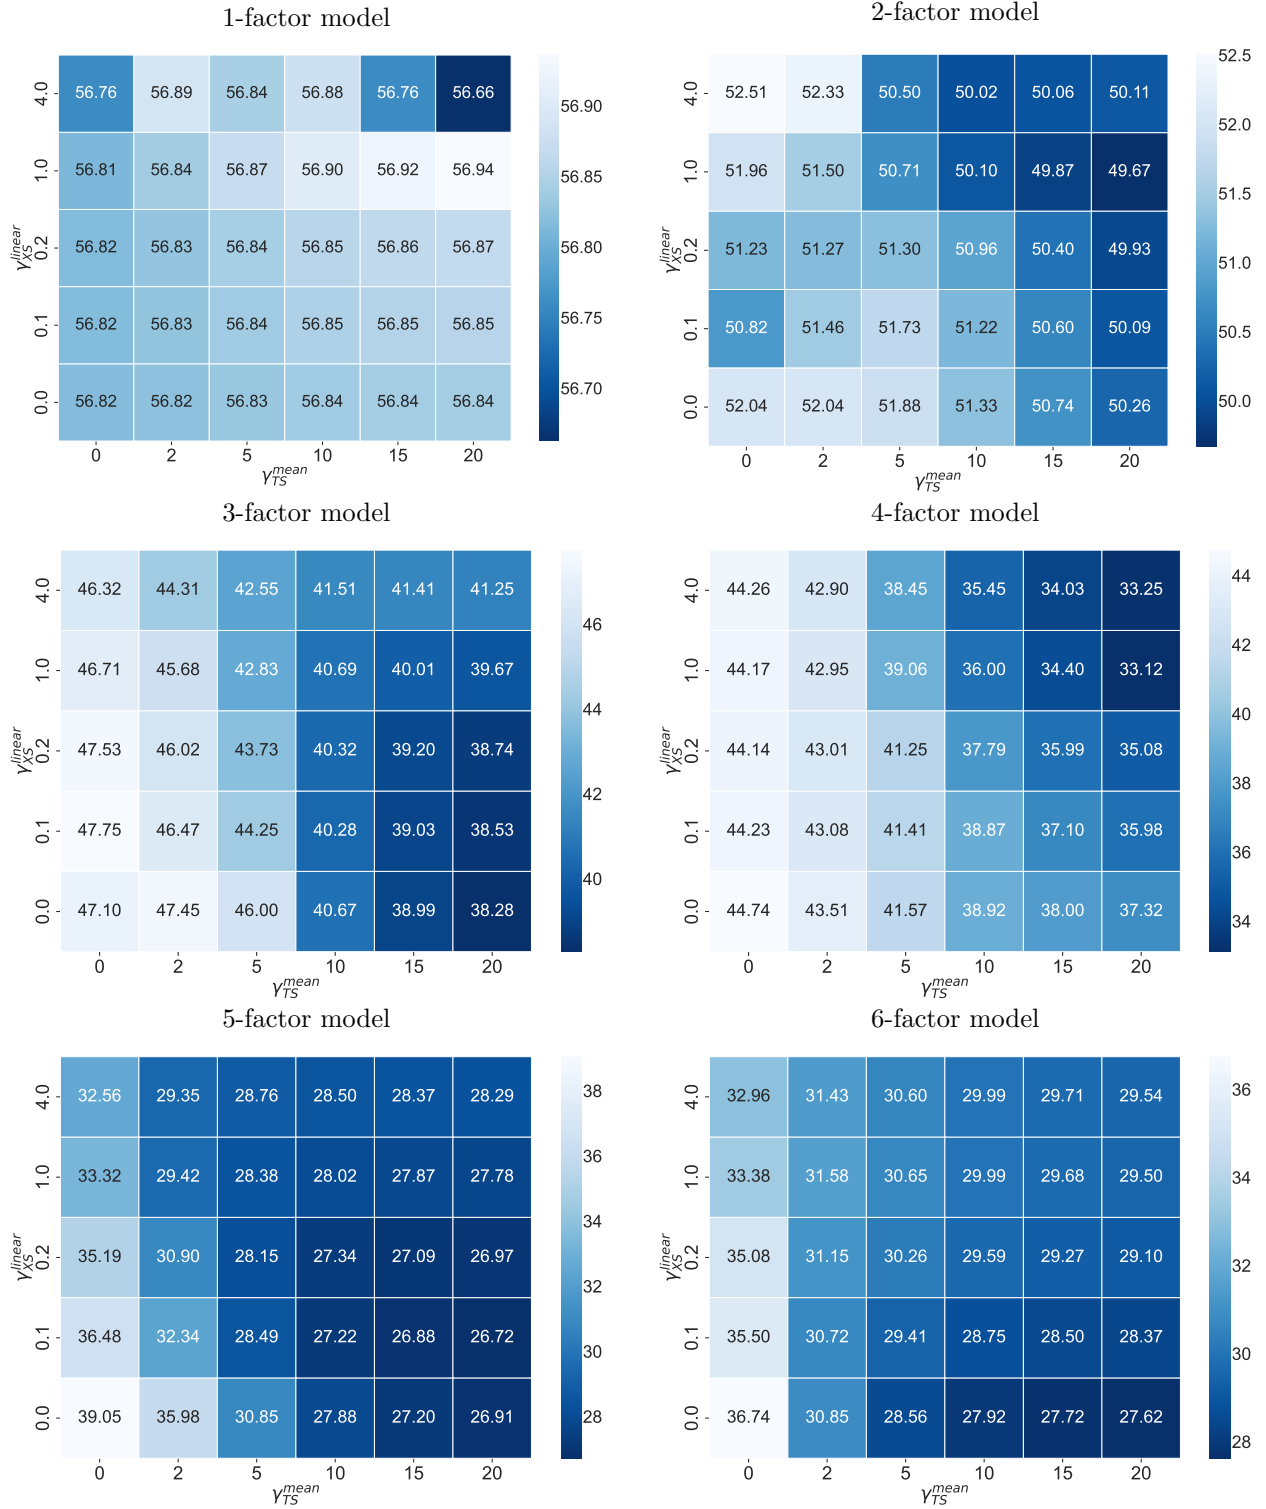 1-factor model
4.0 56.76 56.89 56.84 56.88 56.76 56.66
1.0 56.81 56.84 56.87 56.90 56.92 56.94
0.2 56.82 56.83 56.84 56.85 56.86 56.87
0.1 56.82 56.83 56.84 56.85 56.85 56.85
0.0 56.82 56.82 56.83 56.84 56.84 56.84
0 2 5 10 15 20
γ_TS^mean
γ_XS^linear
56.90
56.85
56.80
56.75
56.70
2-factor model
4.0 52.51 52.33 50.50 50.02 50.06 50.11
1.0 51.96 51.50 50.71 50.10 49.87 49.67
0.2 51.23 51.27 51.30 50.96 50.40 49.93
0.1 50.82 51.46 51.73 51.22 50.60 50.09
0.0 52.04 52.04 51.88 51.33 50.74 50.26
0 2 5 10 15 20
γ_TS^mean
γ_XS^linear
52.5
52.0
51.5
51.0
50.5
50.0
3-factor model
4.0 46.32 44.31 42.55 41.51 41.41 41.25
1.0 46.71 45.68 42.83 40.69 40.01 39.67
0.2 47.53 46.02 43.73 40.32 39.20 38.74
0.1 47.75 46.47 44.25 40.28 39.03 38.53
0.0 47.10 47.45 46.00 40.67 38.99 38.28
0 2 5 10 15 20
γ_TS^mean
γ_XS^linear
46
44
42
40
4-factor model
4.0 44.26 42.90 38.45 35.45 34.03 33.25
1.0 44.17 42.95 39.06 36.00 34.40 33.12
0.2 44.14 43.01 41.25 37.79 35.99 35.08
0.1 44.23 43.08 41.41 38.87 37.10 35.98
0.0 44.74 43.51 41.57 38.92 38.00 37.32
0 2 5 10 15 20
γ_TS^mean
γ_XS^linear
44
42
40
38
36
34
5-factor model
4.0 32.56 29.35 28.76 28.50 28.37 28.29
1.0 33.32 29.42 28.38 28.02 27.87 27.78
0.2 35.19 30.90 28.15 27.34 27.09 26.97
0.1 36.48 32.34 28.49 27.22 26.88 26.72
0.0 39.05 35.98 30.85 27.88 27.20 26.91
0 2 5 10 15 20
γ_TS^mean
γ_XS^linear
38
36
34
32
30
28
6-factor model
4.0 32.96 31.43 30.60 29.99 29.71 29.54
1.0 33.38 31.58 30.65 29.99 29.68 29.50
0.2 35.08 31.15 30.26 29.59 29.27 29.10
0.1 35.50 30.72 29.41 28.75 28.50 28.37
0.0 36.74 30.85 28.56 27.92 27.72 27.62
0 2 5 10 15 20
γ_TS^mean
γ_XS^linear
36
34
32
30
28